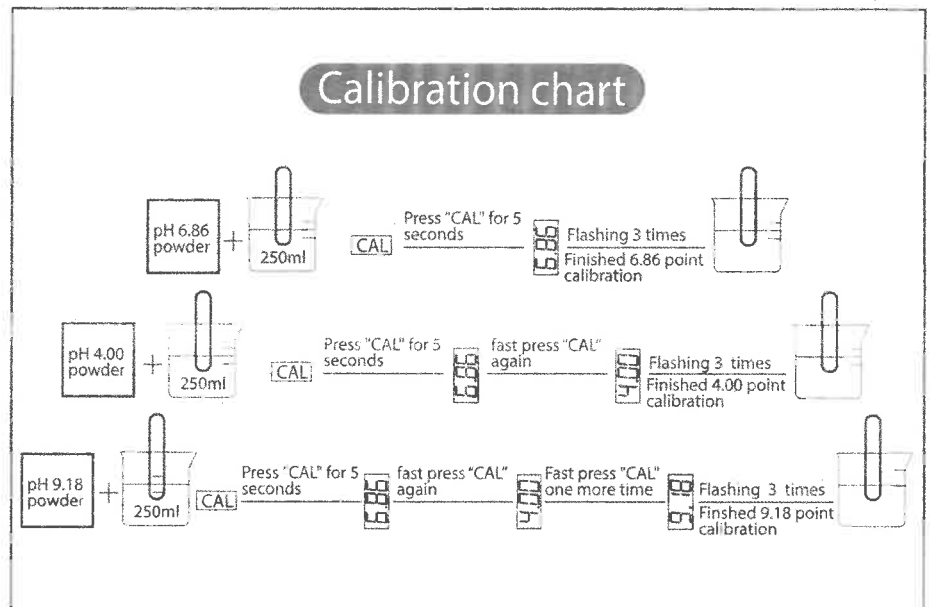 Calibration chart
pH 6.86
powder
+
250ml
CAL
Press "CAL" for 5
seconds
6.86
Flashing 3 times
Finished 6.86 point
calibration
pH 4.00
powder
+
250ml
CAL
Press "CAL" for 5
seconds
6.86
fast press "CAL"
again
4.00
Flashing 3 times
Finished 4.00 point
calibration
pH 9.18
powder
+
250ml
CAL
Press "CAL" for 5
seconds
6.86
fast press "CAL"
again
4.00
Fast press "CAL"
one more time
9.18
Flashing 3 times
Finshed 9.18 point
calibration